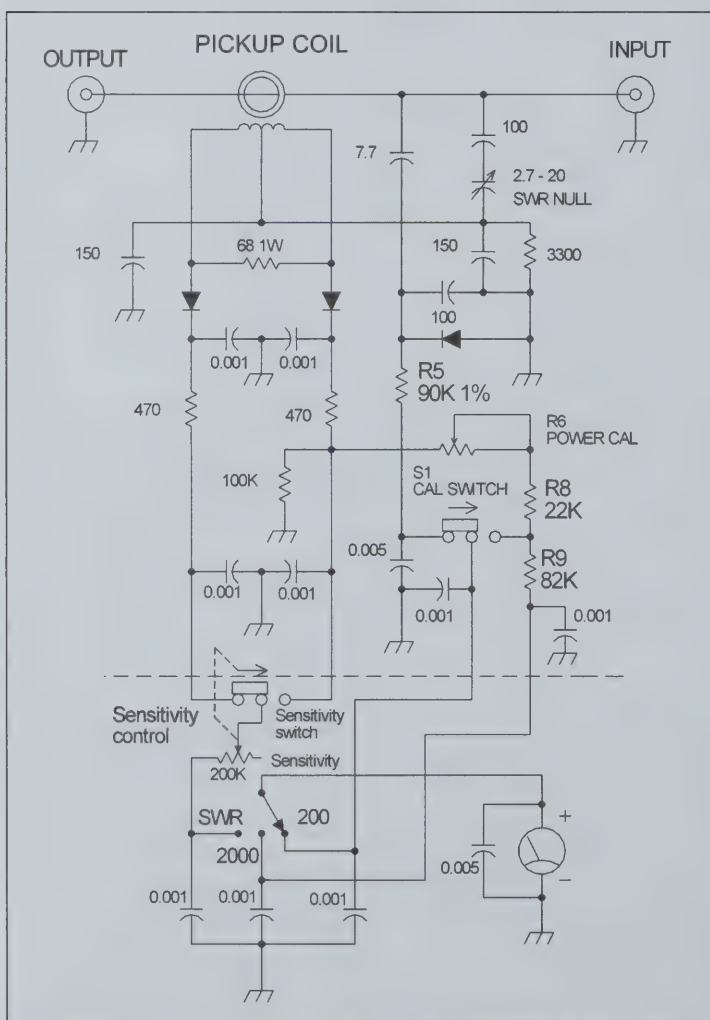 PICKUP COIL
OUTPUT
INPUT
100
7.7
2.7 - 20
SWR NULL
150
68 1W
150
3300
100
0.001
0.001
R5
90K 1%
470
470
R6
POWER CAL
100K
S1
CAL SWITCH
R8
22K
0.005
R9
82K
0.001
0.001
0.001
0.001
Sensitivity
control
Sensitivity
switch
200K
Sensitivity
SWR
200
2000
+
0.005
–
0.001
0.001
0.001